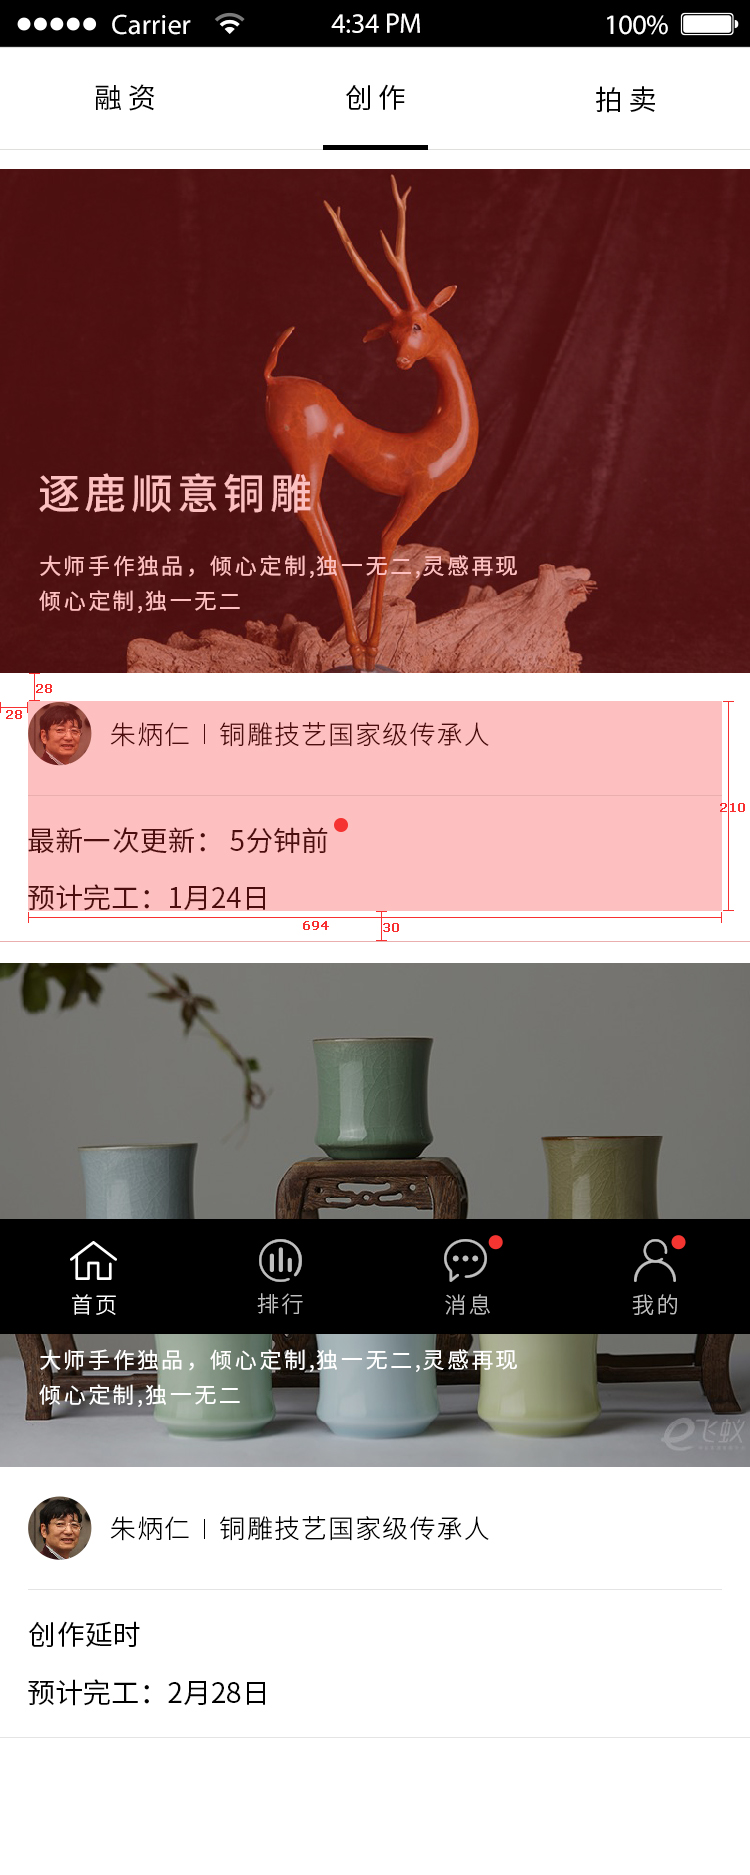 Carrier 4:34 PM 100%
融资 创作 拍卖
逐鹿顺意铜雕
大师手作独品，倾心定制,独一无二,灵感再现
倾心定制,独一无二
28
28
朱炳仁 | 铜雕技艺国家级传承人
210
最新一次更新： 5分钟前
预计完工：1月24日
694
30
首页 排行 消息 我的
大师手作独品，倾心定制,独一无二,灵感再现
倾心定制,独一无二
e飞蚁
朱炳仁 | 铜雕技艺国家级传承人
创作延时
预计完工：2月28日